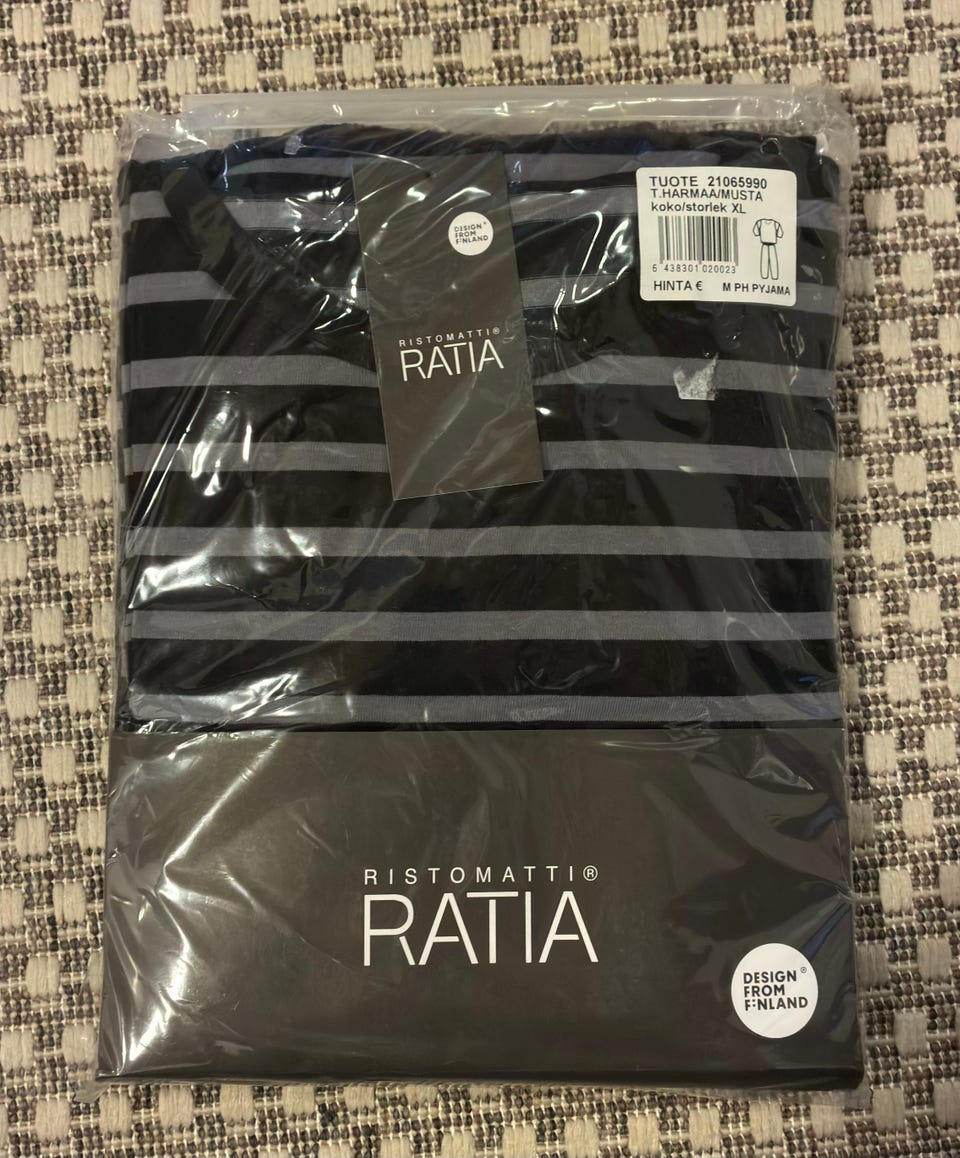 TUOTE 21065990
T.HARMAA/MUSTA
koko/storlek XL
6 438301 020023
HINTA € M PH PYJAMA
DESIGN®
FROM
FINLAND
RISTOMATTI®
RATIA
RISTOMATTI®
RATIA
DESIGN®
FROM
FINLAND